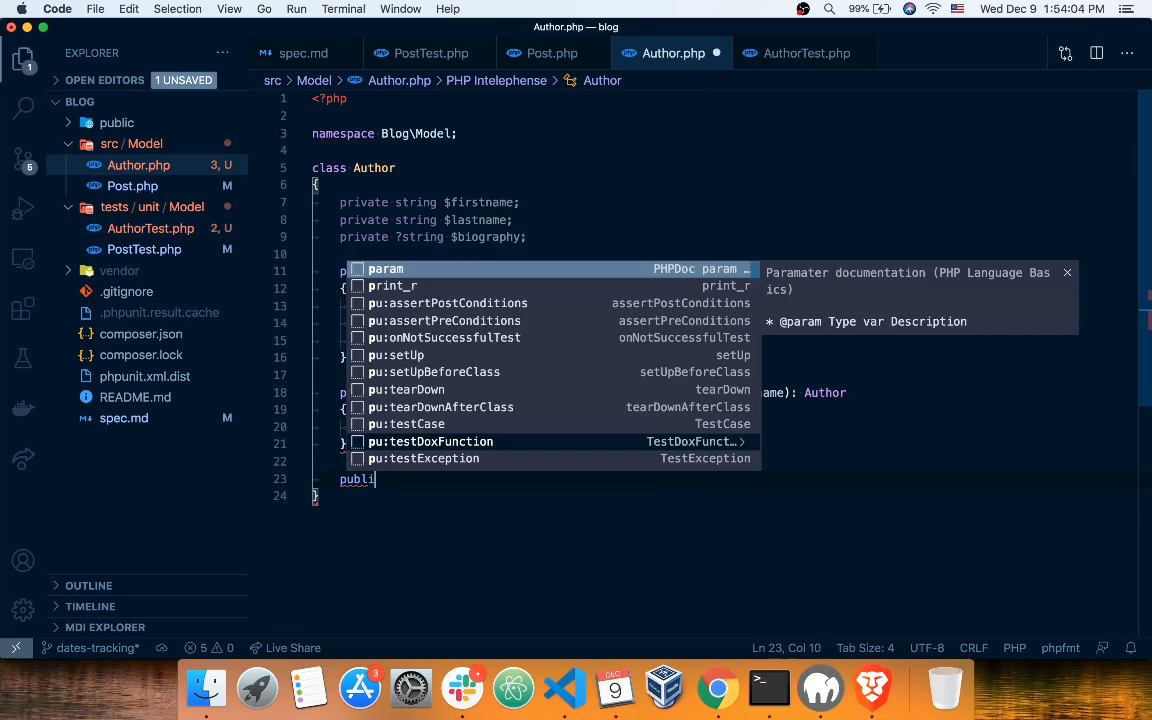 Code File Edit Selection View Go Run Terminal Window Help 99% Wed Dec 9 1:54:04 PM
Author.php — blog
1 EXPLORER ... spec.md PostTest.php Post.php Author.php AuthorTest.php ...
OPEN EDITORS 1 UNSAVED
src > Model > Author.php > PHP Intelephense > Author
BLOG
public
src / Model
Author.php 3, U
5
Post.php M
tests / unit / Model
AuthorTest.php 2, U
PostTest.php M
vendor
.gitignore
.phpunit.result.cache
composer.json
composer.lock
phpunit.xml.dist
README.md
spec.md M
OUTLINE
TIMELINE
MDI EXPLORER
1 <?php
2
3 namespace Blog\Model;
4
5 class Author
6 {
7 private string $firstname;
8 private string $lastname;
9 private ?string $biography;
10
11 p
12 {
13
14
15
16 }
17
18 p ame): Author
19 {
20
21 }
22
23 publi
24 }
param PHPDoc param ...
print_r print_r
pu:assertPostConditions assertPostConditions
pu:assertPreConditions assertPreConditions
pu:onNotSuccessfulTest onNotSuccessfulTest
pu:setUp setUp
pu:setUpBeforeClass setUpBeforeClass
pu:tearDown tearDown
pu:tearDownAfterClass tearDownAfterClass
pu:testCase TestCase
pu:testDoxFunction TestDoxFunct...>
pu:testException TestException
Paramater documentation (PHP Language Bas
ics)
* @param Type var Description
dates-tracking* 5 0 Live Share Ln 23, Col 10 Tab Size: 4 UTF-8 CRLF PHP phpfmt
3 DEC 9